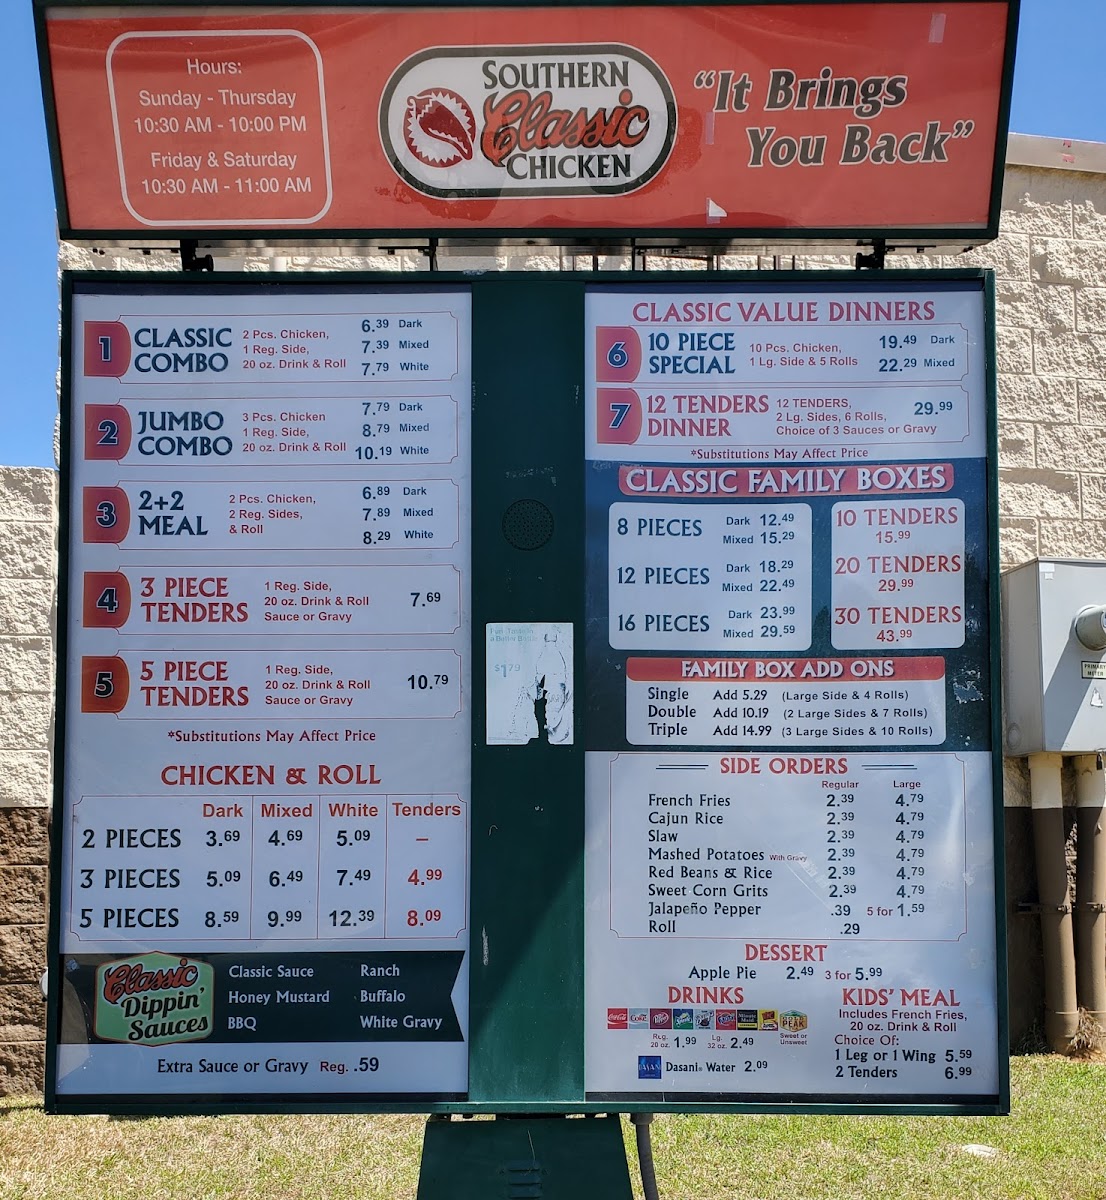 Hours:
Sunday - Thursday
10:30 AM - 10:00 PM
Friday & Saturday
10:30 AM - 11:00 AM
SOUTHERN
Classic
CHICKEN
"It Brings
You Back"
1 CLASSIC COMBO
2 Pcs. Chicken,
1 Reg. Side,
20 oz. Drink & Roll
6.39 Dark
7.39 Mixed
7.79 White
2 JUMBO COMBO
3 Pcs. Chicken
1 Reg. Side,
20 oz. Drink & Roll
7.79 Dark
8.79 Mixed
10.19 White
3 2+2 MEAL
2 Pcs. Chicken,
2 Reg. Sides,
& Roll
6.89 Dark
7.89 Mixed
8.29 White
4 3 PIECE TENDERS
1 Reg. Side,
20 oz. Drink & Roll
Sauce or Gravy
7.69
5 5 PIECE TENDERS
1 Reg. Side,
20 oz. Drink & Roll
Sauce or Gravy
10.79
*Substitutions May Affect Price
CHICKEN & ROLL
Dark Mixed White Tenders
2 PIECES 3.69 4.69 5.09 –
3 PIECES 5.09 6.49 7.49 4.99
5 PIECES 8.59 9.99 12.39 8.09
Classic
Dippin'
Sauces
Classic Sauce Ranch
Honey Mustard Buffalo
BBQ White Gravy
Extra Sauce or Gravy Reg. .59
$1.79
CLASSIC VALUE DINNERS
6 10 PIECE SPECIAL
10 Pcs. Chicken,
1 Lg. Side & 5 Rolls
19.49 Dark
22.29 Mixed
7 12 TENDERS DINNER
12 TENDERS,
2 Lg. Sides, 6 Rolls,
Choice of 3 Sauces or Gravy
29.99
*Substitutions May Affect Price
CLASSIC FAMILY BOXES
8 PIECES Dark 12.49
Mixed 15.29
12 PIECES Dark 18.29
Mixed 22.49
16 PIECES Dark 23.99
Mixed 29.59
10 TENDERS
15.99
20 TENDERS
29.99
30 TENDERS
43.99
FAMILY BOX ADD ONS
Single Add 5.29 (Large Side & 4 Rolls)
Double Add 10.19 (2 Large Sides & 7 Rolls)
Triple Add 14.99 (3 Large Sides & 10 Rolls)
SIDE ORDERS
Regular Large
French Fries 2.39 4.79
Cajun Rice 2.39 4.79
Slaw 2.39 4.79
Mashed Potatoes With Gravy 2.39 4.79
Red Beans & Rice 2.39 4.79
Sweet Corn Grits 2.39 4.79
Jalapeño Pepper .39 5 for 1.59
Roll .29
DESSERT
Apple Pie 2.49 3 for 5.99
DRINKS
Sweet or
Unsweet
Reg. 20 oz. 1.99 Lg. 32 oz. 2.49
DASANI Dasani® Water 2.09
KIDS' MEAL
Includes French Fries,
20 oz. Drink & Roll
Choice Of:
1 Leg or 1 Wing 5.59
2 Tenders 6.99